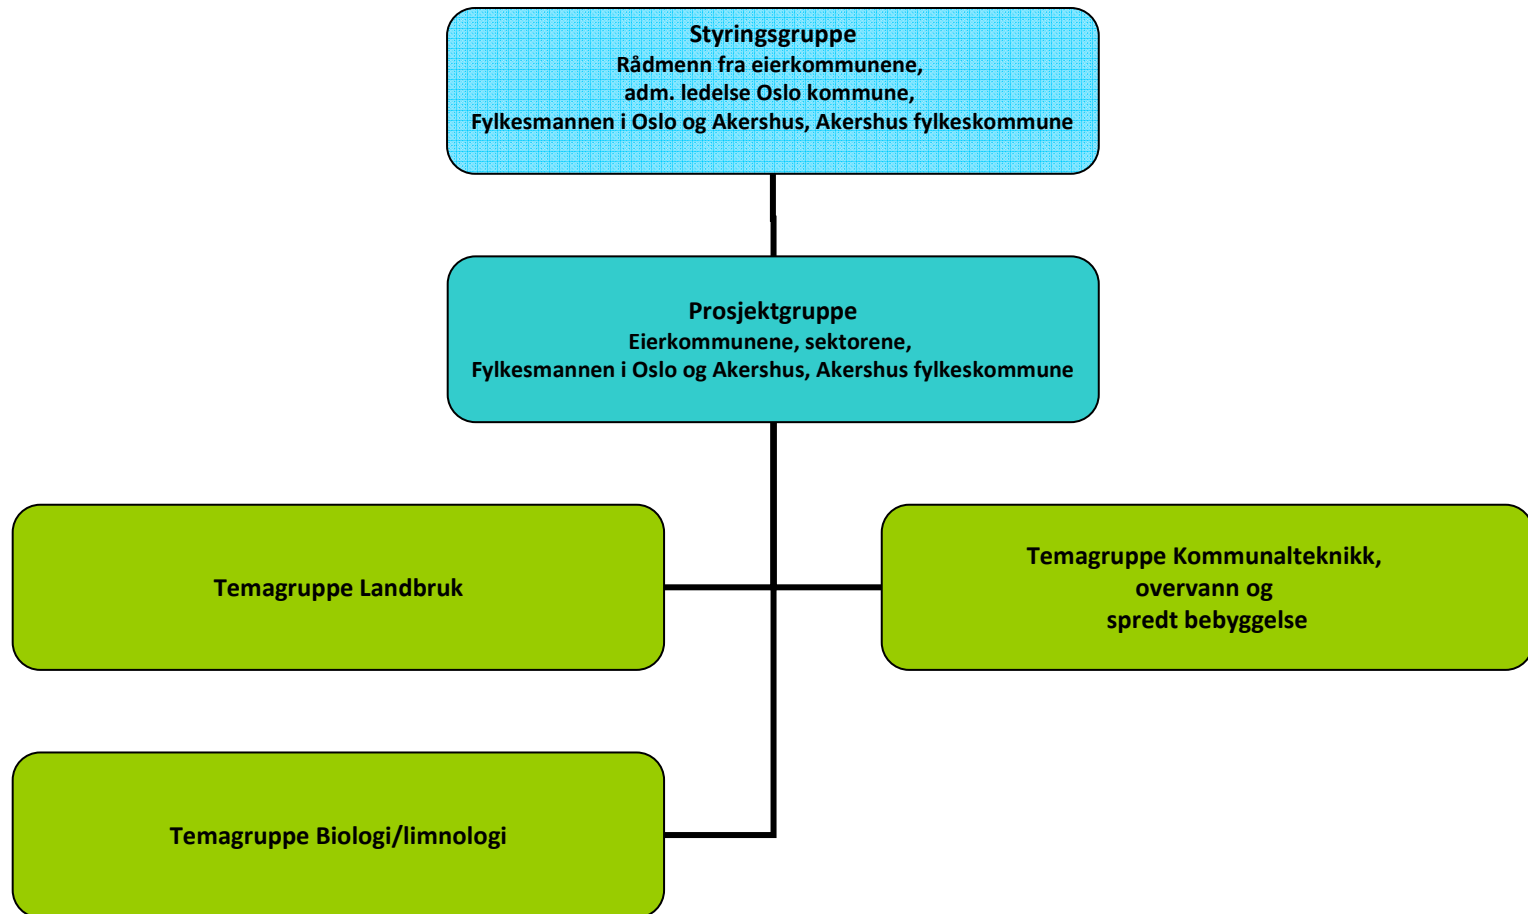 Styringsgruppe
Rådmenn fra eierkommunene,
adm. ledelse Oslo kommune,
Fylkesmannen i Oslo og Akershus, Akershus fylkeskommune
Prosjektgruppe
Eierkommunene, sektorene,
Fylkesmannen i Oslo og Akershus, Akershus fylkeskommune
Temagruppe Landbruk
Temagruppe Kommunalteknikk,
overvann og
spredt bebyggelse
Temagruppe Biologi/limnologi